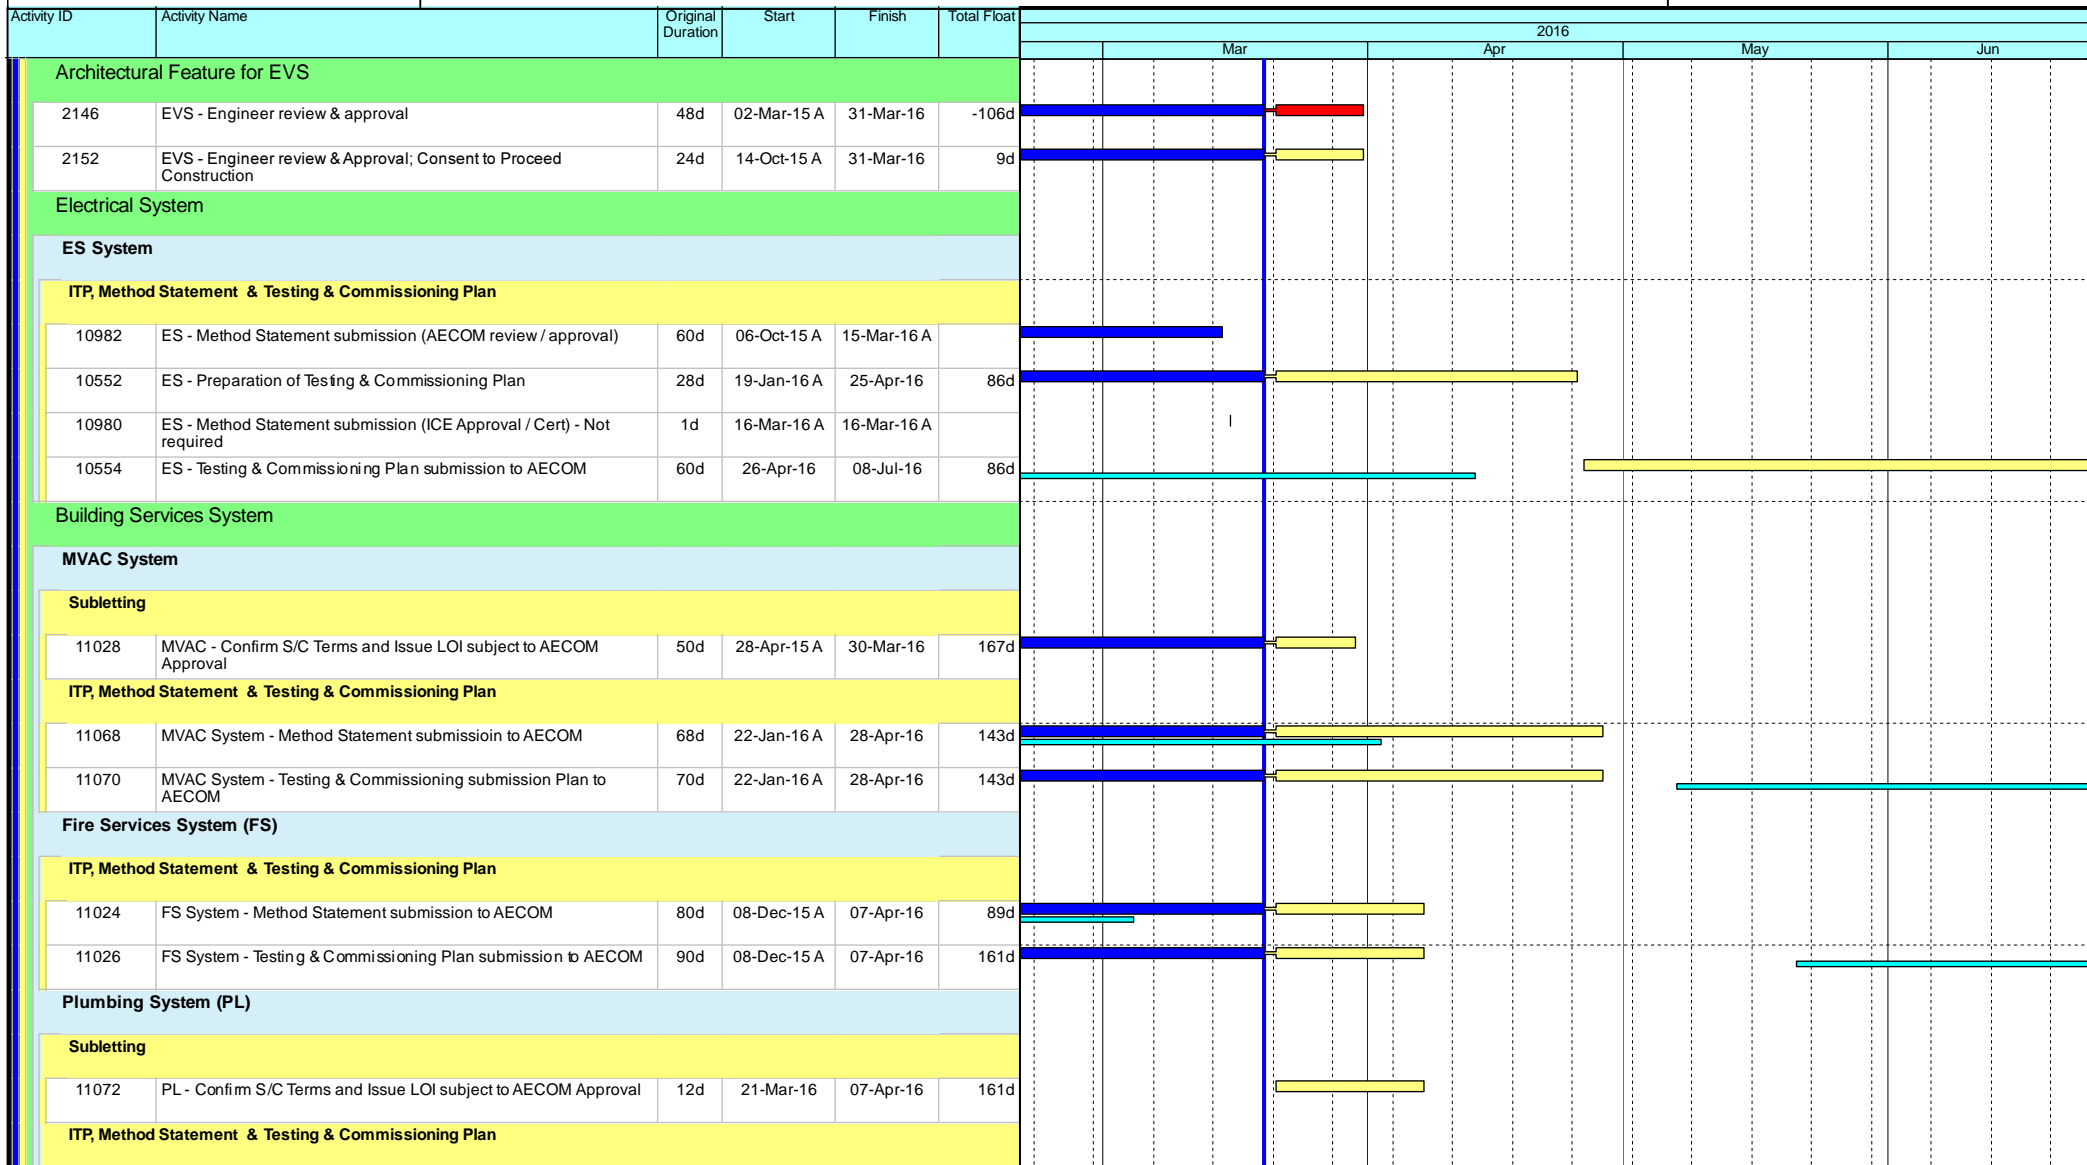 Activity ID Activity Name Original Duration Start Finish Total Float
2016
Mar Apr May Jun
Architectural Feature for EVS
2146 EVS - Engineer review & approval 48d 02-Mar-15 A 31-Mar-16 -106d
2152 EVS - Engineer review & Approval; Consent to Proceed 24d 14-Oct-15 A 31-Mar-16 9d
Construction
Electrical System
ES System
ITP, Method Statement & Testing & Commissioning Plan
10982 ES - Method Statement submission (AECOM review / approval) 60d 06-Oct-15 A 15-Mar-16 A
10552 ES - Preparation of Testing & Commissioning Plan 28d 19-Jan-16 A 25-Apr-16 86d
10980 ES - Method Statement submission (ICE Approval / Cert) - Not 1d 16-Mar-16 A 16-Mar-16 A
required
10554 ES - Testing & Commissioning Plan submission to AECOM 60d 26-Apr-16 08-Jul-16 86d
Building Services System
MVAC System
Subletting
11028 MVAC - Confirm S/C Terms and Issue LOI subject to AECOM 50d 28-Apr-15 A 30-Mar-16 167d
Approval
ITP, Method Statement & Testing & Commissioning Plan
11068 MVAC System - Method Statement submissioin to AECOM 68d 22-Jan-16 A 28-Apr-16 143d
11070 MVAC System - Testing & Commissioning submission Plan to 70d 22-Jan-16 A 28-Apr-16 143d
AECOM
Fire Services System (FS)
ITP, Method Statement & Testing & Commissioning Plan
11024 FS System - Method Statement submission to AECOM 80d 08-Dec-15 A 07-Apr-16 89d
11026 FS System - Testing & Commissioning Plan submission to AECOM 90d 08-Dec-15 A 07-Apr-16 161d
Plumbing System (PL)
Subletting
11072 PL - Confirm S/C Terms and Issue LOI subject to AECOM Approval 12d 21-Mar-16 07-Apr-16 161d
ITP, Method Statement & Testing & Commissioning Plan